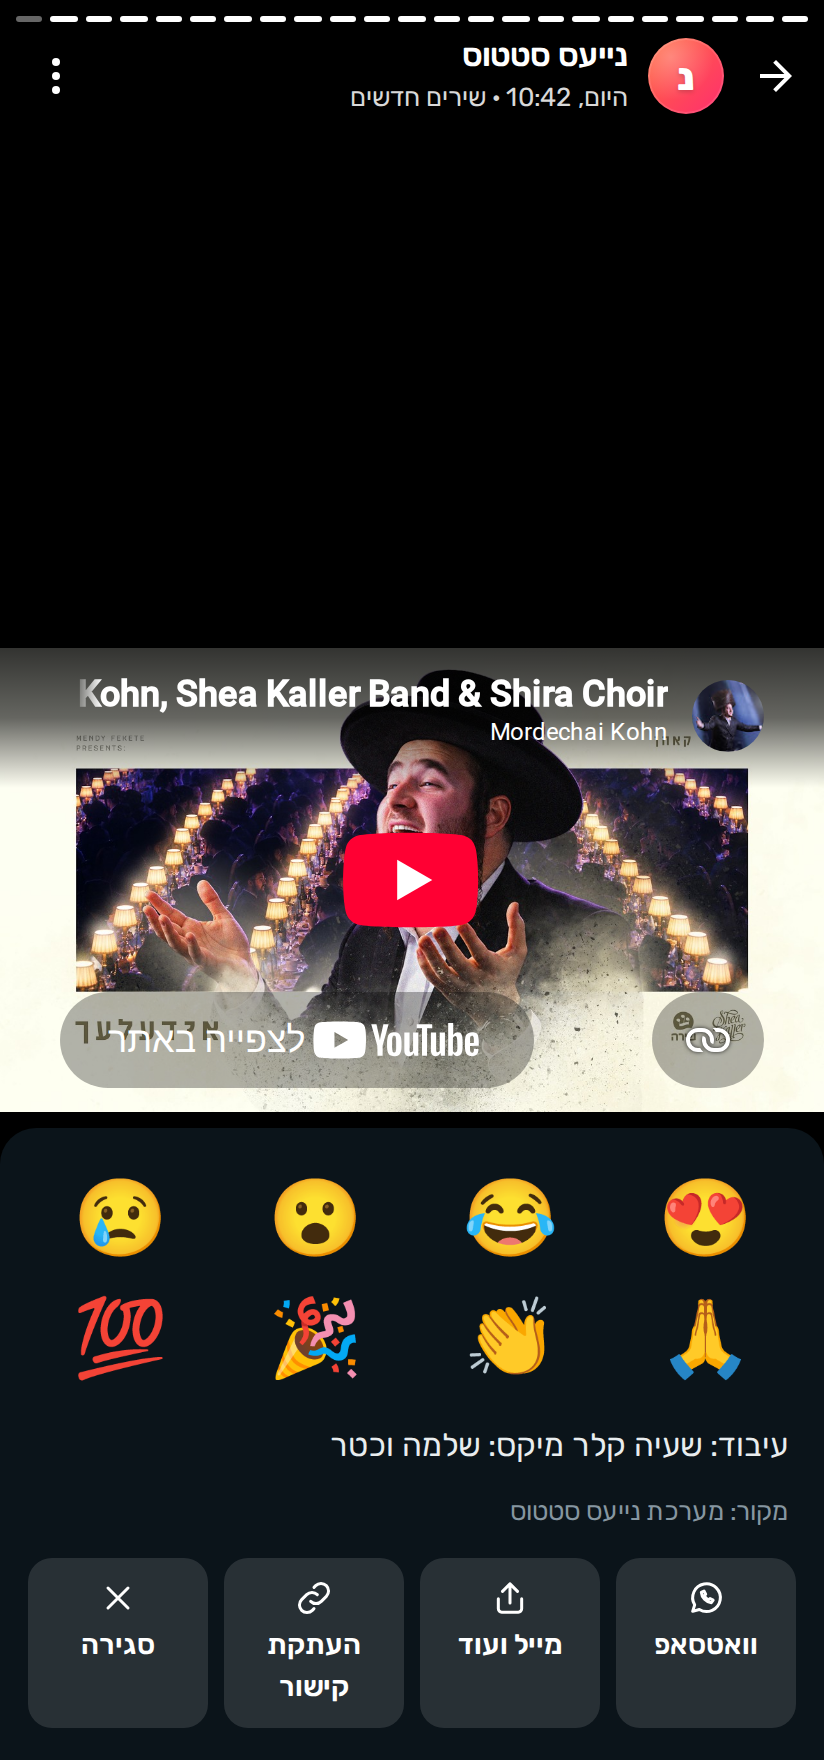 נייעס סטטוס
היום, 10:42 • שירים חדשים
נ
Kohn, Shea Kaller Band & Shira Choir
Mordechai Kohn
MENDY FEKETE
PRESENTS:
לצפייה באתר YouTube
עיבוד: שעיה קלר מיקס: שלמה וכטר
מקור: מערכת נייעס סטטוס
וואטסאפ
מייל ועוד
העתקת
קישור
סגירה